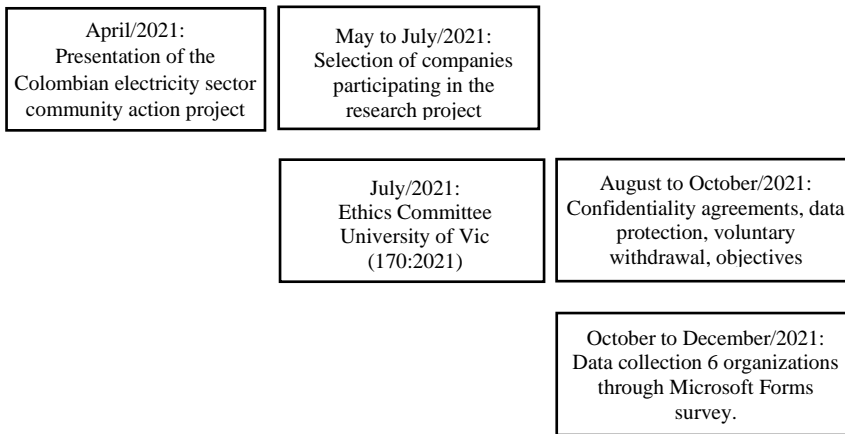 April/2021:
Presentation of the
Colombian electricity sector
community action project
May to July/2021:
Selection of companies
participating in the
research project
July/2021:
Ethics Committee
University of Vic
(170:2021)
August to October/2021:
Confidentiality agreements, data
protection, voluntary
withdrawal, objectives
October to December/2021:
Data collection 6 organizations
through Microsoft Forms
survey.